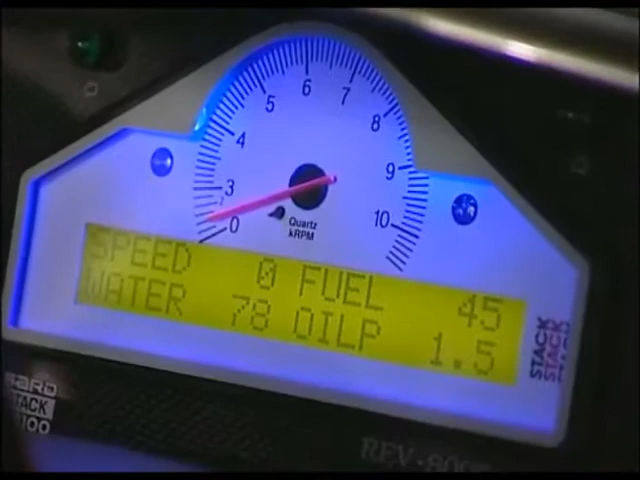 6
5
7
4
8
3
9
0
10
Quartz
kRPM
SPEED 0 FUEL 45
WATER 78 OILP 1.5
STACK
STACK
STACK